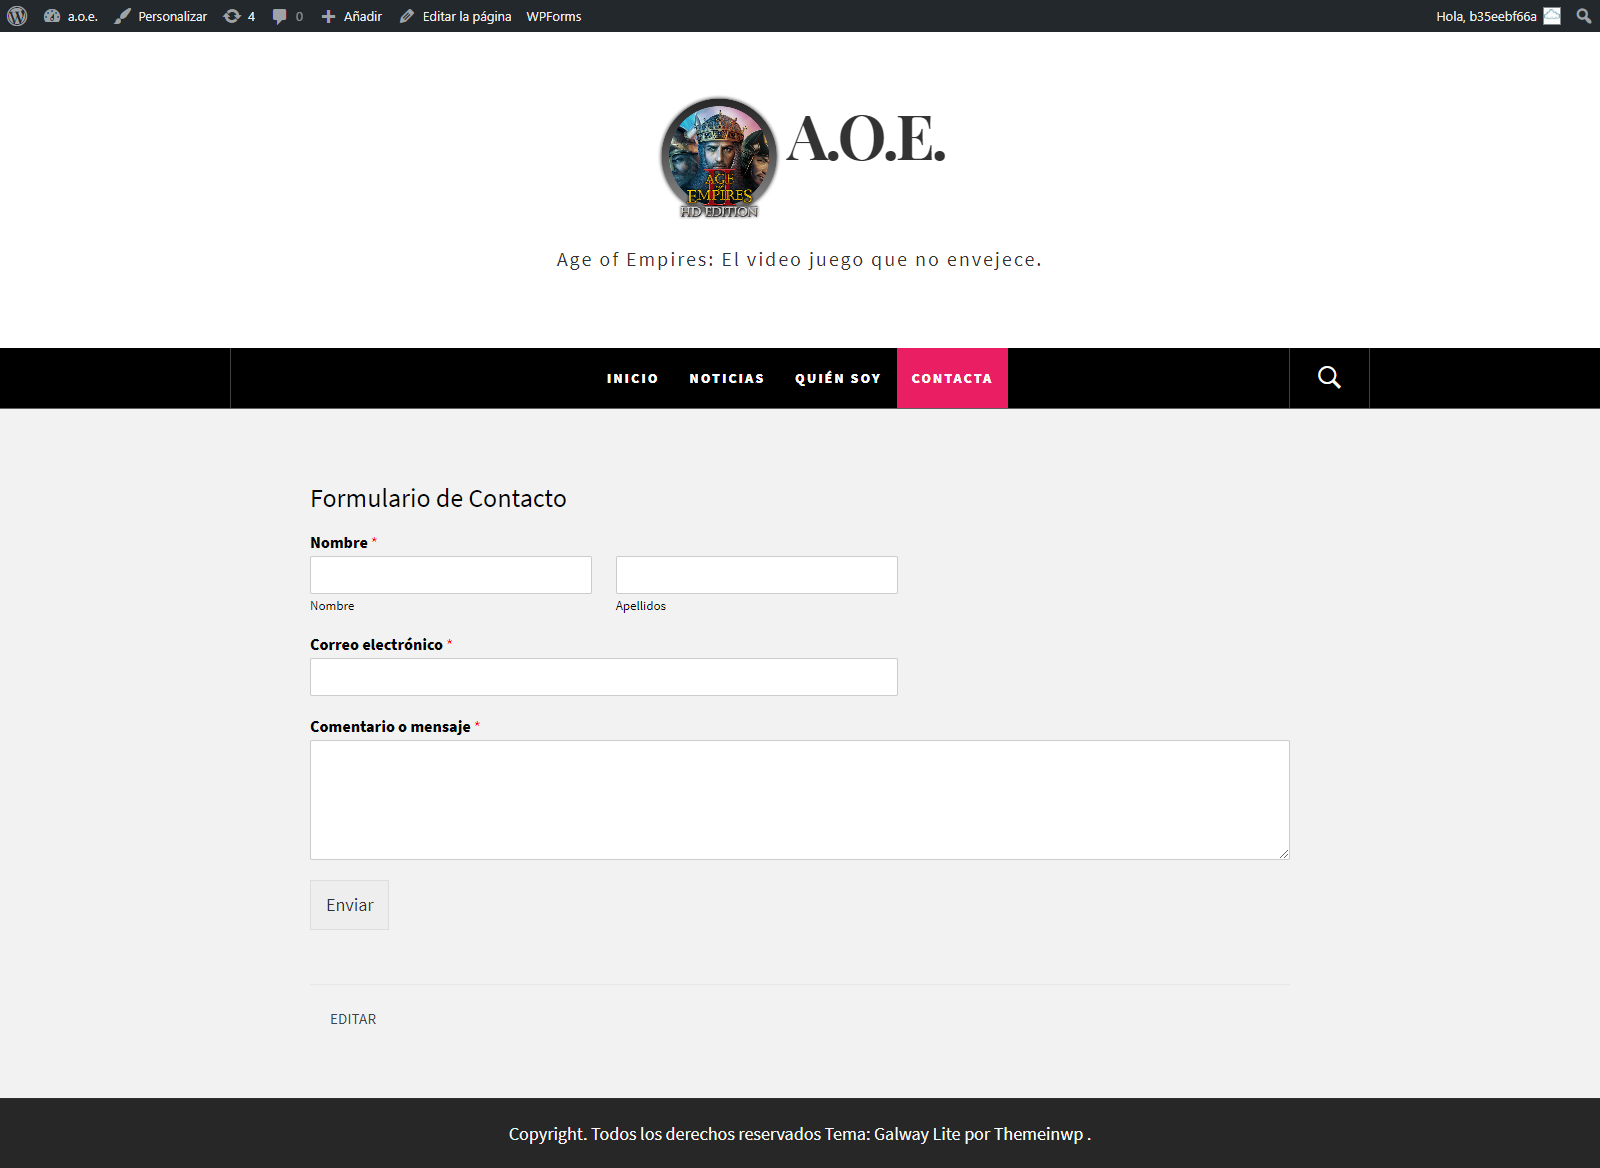 a.o.e. Personalizar 4 0 Añadir Editar la página WPForms Hola, b35eebf66a
A.O.E.
AGE
EMPIRES
II
HD EDITION
Age of Empires: El video juego que no envejece.
INICIO NOTICIAS QUIÉN SOY CONTACTA
Formulario de Contacto
Nombre *
Nombre Apellidos
Correo electrónico *
Comentario o mensaje *
Enviar
EDITAR
Copyright. Todos los derechos reservados Tema: Galway Lite por Themeinwp .